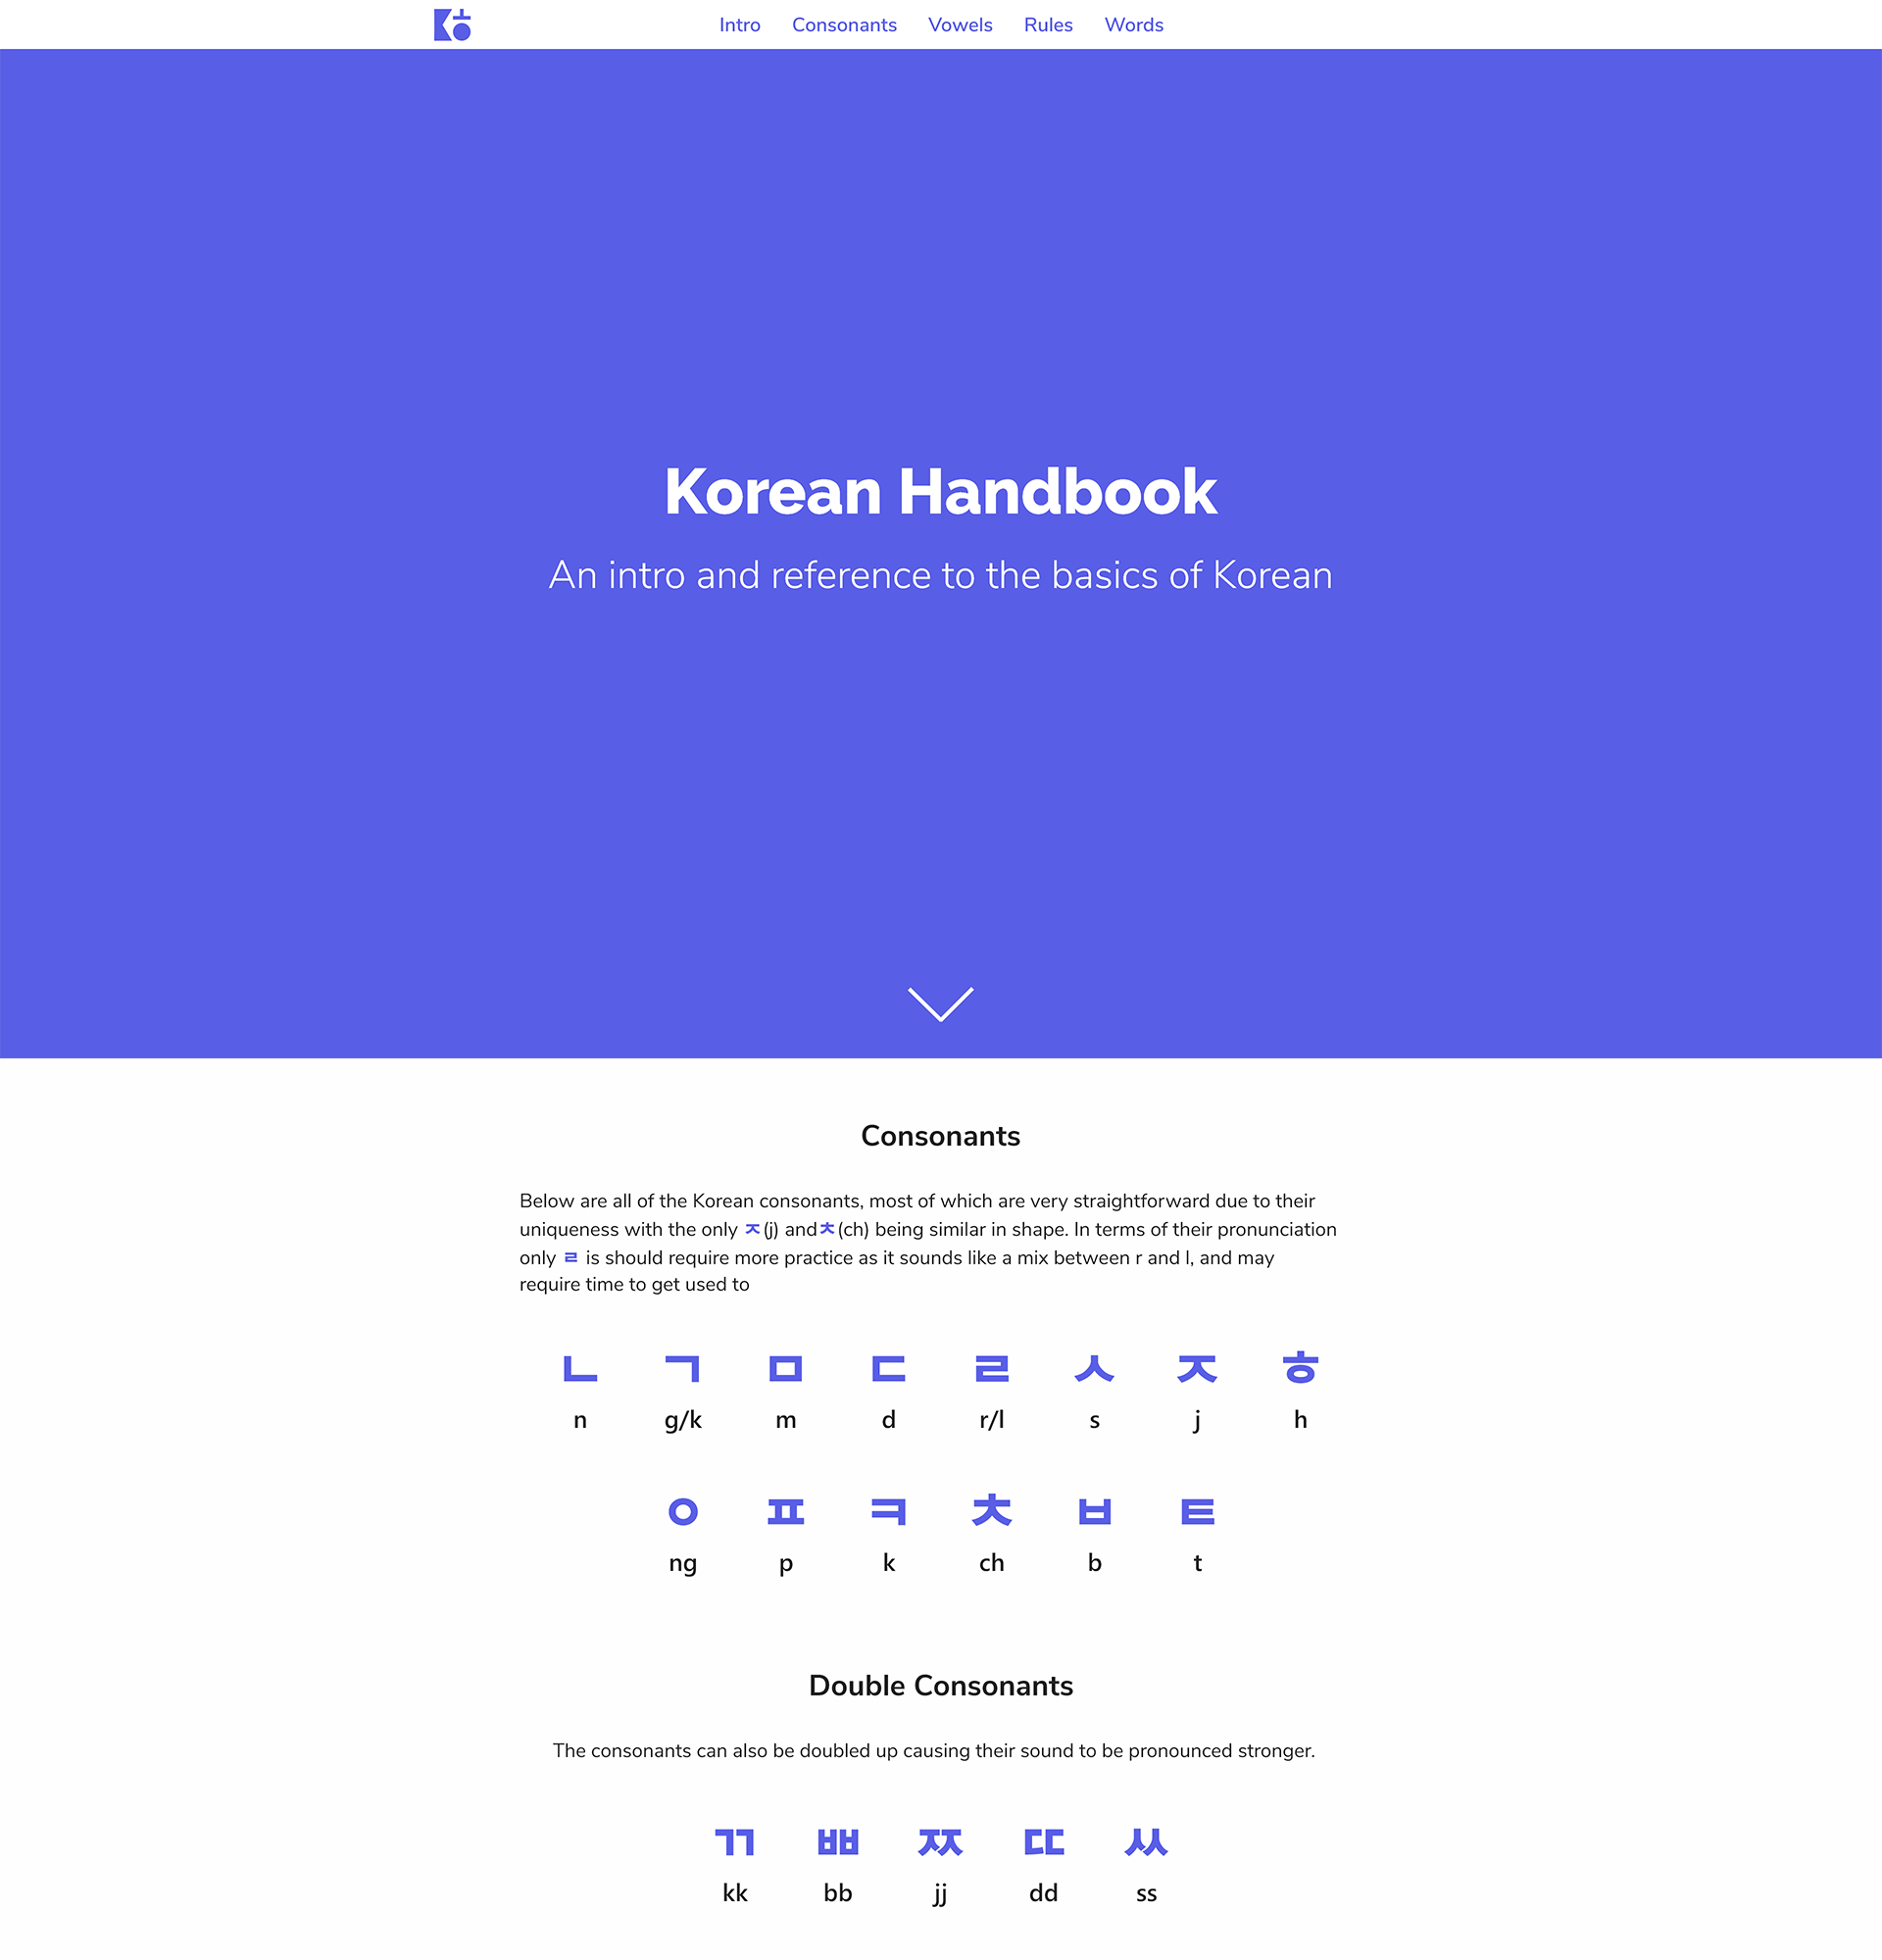 Intro Consonants Vowels Rules Words
Korean Handbook
An intro and reference to the basics of Korean
Consonants
Below are all of the Korean consonants, most of which are very straightforward due to their
uniqueness with the only ㅈ(j) andㅊ(ch) being similar in shape. In terms of their pronunciation
only ㄹ is should require more practice as it sounds like a mix between r and l, and may
require time to get used to
ㄴ ㄱ ㅁ ㄷ ㄹ ㅅ ㅈ ㅎ
n g/k m d r/l s j h
ㅇ ㅍ ㅋ ㅊ ㅂ ㅌ
ng p k ch b t
Double Consonants
The consonants can also be doubled up causing their sound to be pronounced stronger.
ㄲ ㅃ ㅉ ㄸ ㅆ
kk bb jj dd ss